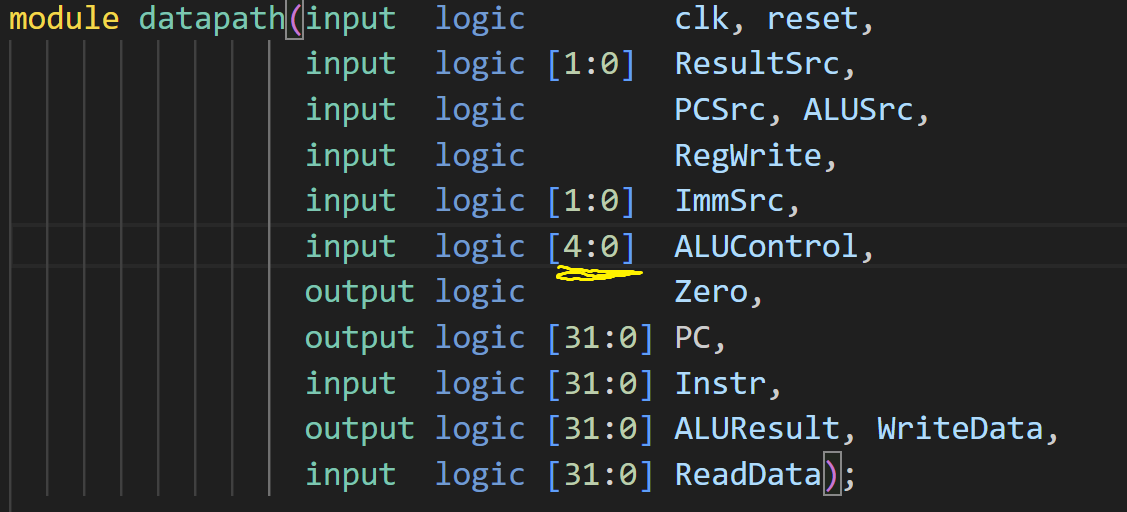 module datapath(input logic clk, reset,
input logic [1:0] ResultSrc,
input logic PCSrc, ALUSrc,
input logic RegWrite,
input logic [1:0] ImmSrc,
input logic [4:0] ALUControl,
output logic Zero,
output logic [31:0] PC,
input logic [31:0] Instr,
output logic [31:0] ALUResult, WriteData,
input logic [31:0] ReadData);